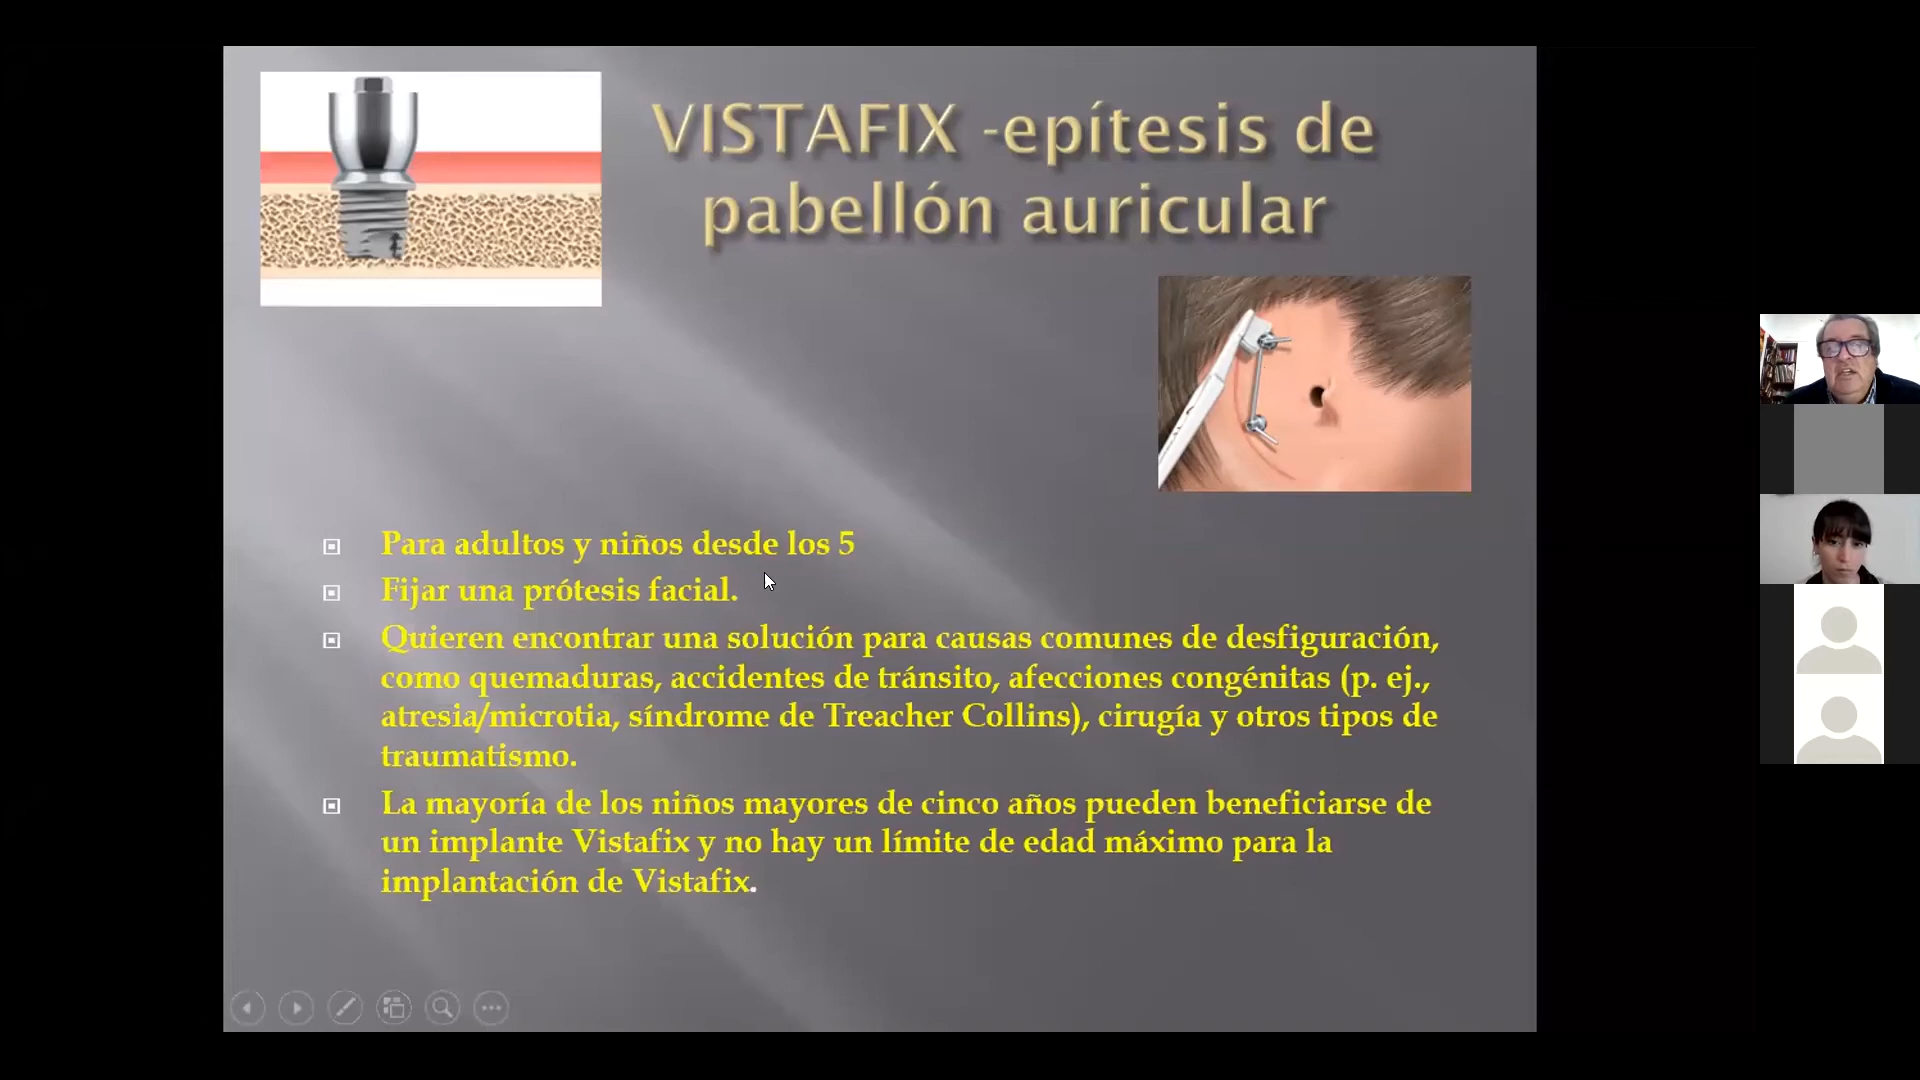 VISTAFIX -epítesis de
pabellón auricular
Para adultos y niños desde los 5
Fijar una prótesis facial.
Quieren encontrar una solución para causas comunes de desfiguración,
como quemaduras, accidentes de tránsito, afecciones congénitas (p. ej.,
atresia/microtia, síndrome de Treacher Collins), cirugía y otros tipos de
traumatismo.
La mayoría de los niños mayores de cinco años pueden beneficiarse de
un implante Vistafix y no hay un límite de edad máximo para la
implantación de Vistafix.